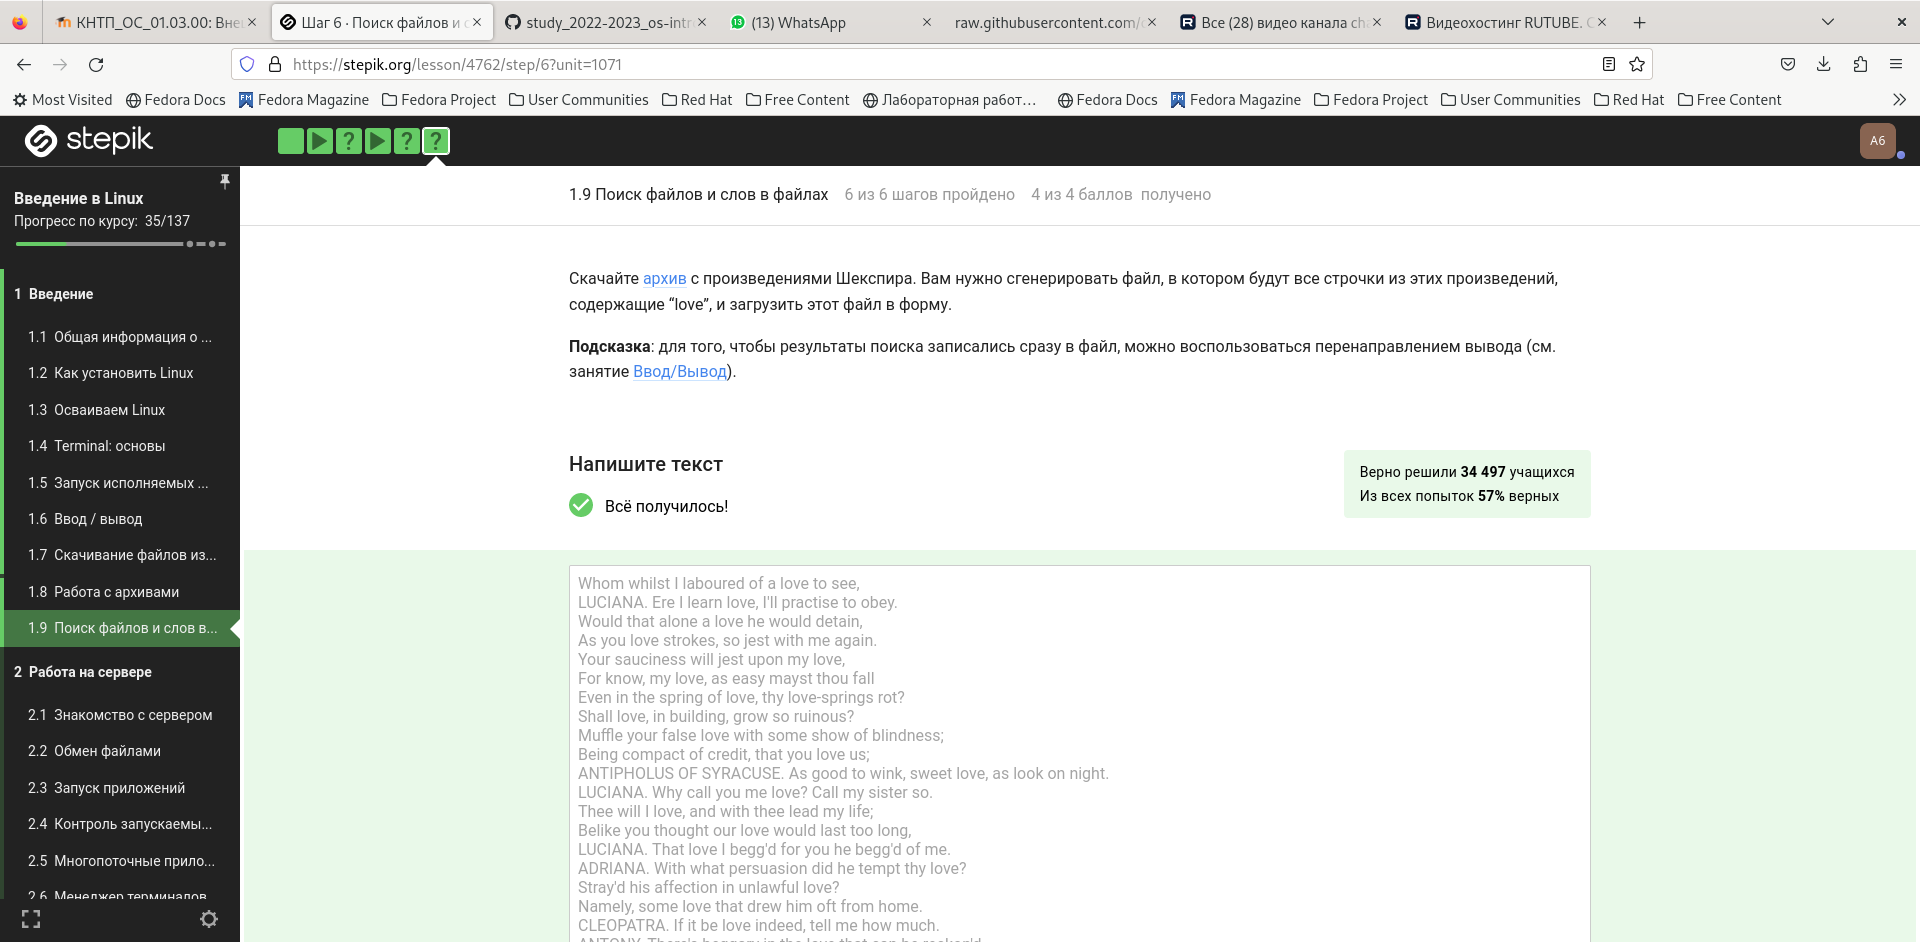 КНТП_ОС_01.03.00: Вне
Шаг 6 · Поиск файлов и с
study_2022-2023_os-intr
(13) WhatsApp
raw.githubusercontent.com/
Все (28) видео канала
Видеохостинг RUTUBE.
https://stepik.org/lesson/4762/step/6?unit=1071
Most Visited
Fedora Docs
Fedora Magazine
Fedora Project
User Communities
Red Hat
Free Content
Лабораторная работ…
Fedora Docs
Fedora Magazine
Fedora Project
User Communities
Red Hat
Free Content
stepik
A6
Введение в Linux
Прогресс по курсу: 35/137
1 Введение
1.1 Общая информация о ...
1.2 Как установить Linux
1.3 Осваиваем Linux
1.4 Terminal: основы
1.5 Запуск исполняемых ...
1.6 Ввод / вывод
1.7 Скачивание файлов из...
1.8 Работа с архивами
1.9 Поиск файлов и слов в...
2 Работа на сервере
2.1 Знакомство с сервером
2.2 Обмен файлами
2.3 Запуск приложений
2.4 Контроль запускаемы...
2.5 Многопоточные прило...
2.6 Менеджер терминалов
1.9 Поиск файлов и слов в файлах 6 из 6 шагов пройдено 4 из 4 баллов получено
Скачайте архив с произведениями Шекспира. Вам нужно сгенерировать файл, в котором будут все строчки из этих произведений,
содержащие “love”, и загрузить этот файл в форму.
Подсказка: для того, чтобы результаты поиска записались сразу в файл, можно воспользоваться перенаправлением вывода (см.
занятие Ввод/Вывод).
Напишите текст
Всё получилось!
Верно решили 34 497 учащихся
Из всех попыток 57% верных
Whom whilst I laboured of a love to see,
LUCIANA. Ere I learn love, I'll practise to obey.
Would that alone a love he would detain,
As you love strokes, so jest with me again.
Your sauciness will jest upon my love,
For know, my love, as easy mayst thou fall
Even in the spring of love, thy love-springs rot?
Shall love, in building, grow so ruinous?
Muffle your false love with some show of blindness;
Being compact of credit, that you love us;
ANTIPHOLUS OF SYRACUSE. As good to wink, sweet love, as look on night.
LUCIANA. Why call you me love? Call my sister so.
Thee will I love, and with thee lead my life;
Belike you thought our love would last too long,
LUCIANA. That love I begg'd for you he begg'd of me.
ADRIANA. With what persuasion did he tempt thy love?
Stray'd his affection in unlawful love?
Namely, some love that drew him oft from home.
CLEOPATRA. If it be love indeed, tell me how much.
ANTONY. There's beggary in the love that can be reckon'd.